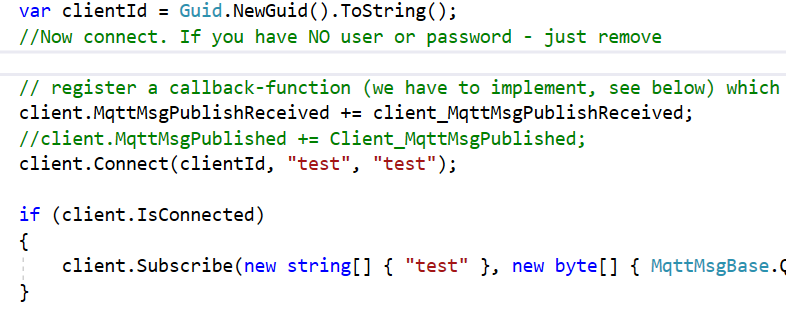 var clientId = Guid.NewGuid().ToString();
//Now connect. If you have NO user or password - just remove
// register a callback-function (we have to implement, see below) which
client.MqttMsgPublishReceived += client_MqttMsgPublishReceived;
//client.MqttMsgPublished += Client_MqttMsgPublished;
client.Connect(clientId, "test", "test");
if (client.IsConnected)
{
client.Subscribe(new string[] { "test" }, new byte[] { MqttMsgBase.
}